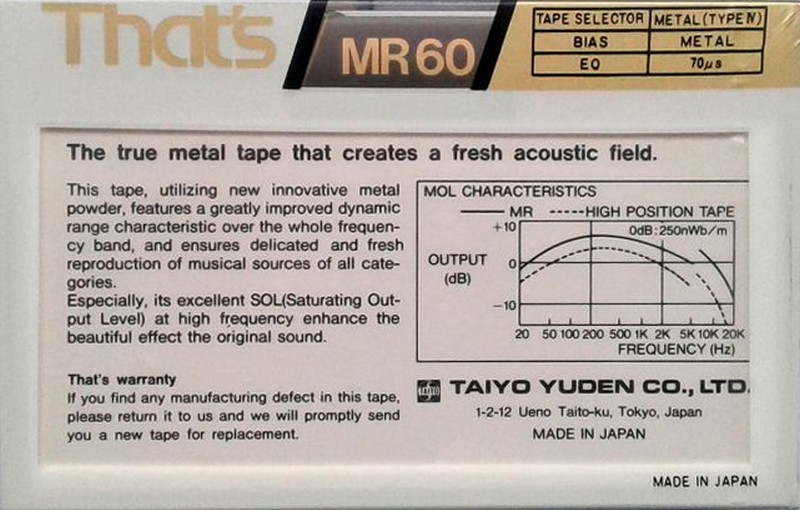 That's
MR 60
TAPE SELECTOR METAL (TYPE IV)
BIAS METAL
EQ 70μs
The true metal tape that creates a fresh acoustic field.
This tape, utilizing new innovative metal
powder, features a greatly improved dynamic
range characteristic over the whole frequen-
cy band, and ensures delicated and fresh
reproduction of musical sources of all cate-
gories.
Especially, its excellent SOL(Saturating Out-
put Level) at high frequency enhance the
beautiful effect the original sound.
That's warranty
If you find any manufacturing defect in this tape,
please return it to us and we will promptly send
you a new tape for replacement.
MOL CHARACTERISTICS
MR HIGH POSITION TAPE
0dB:250nWb/m
OUTPUT
(dB)
+10
0
−10
20 50 100 200 500 1K 2K 5K 10K 20K
FREQUENCY (Hz)
TAIYO YUDEN CO., LTD.
1-2-12 Ueno Taito-ku, Tokyo, Japan
MADE IN JAPAN
MADE IN JAPAN